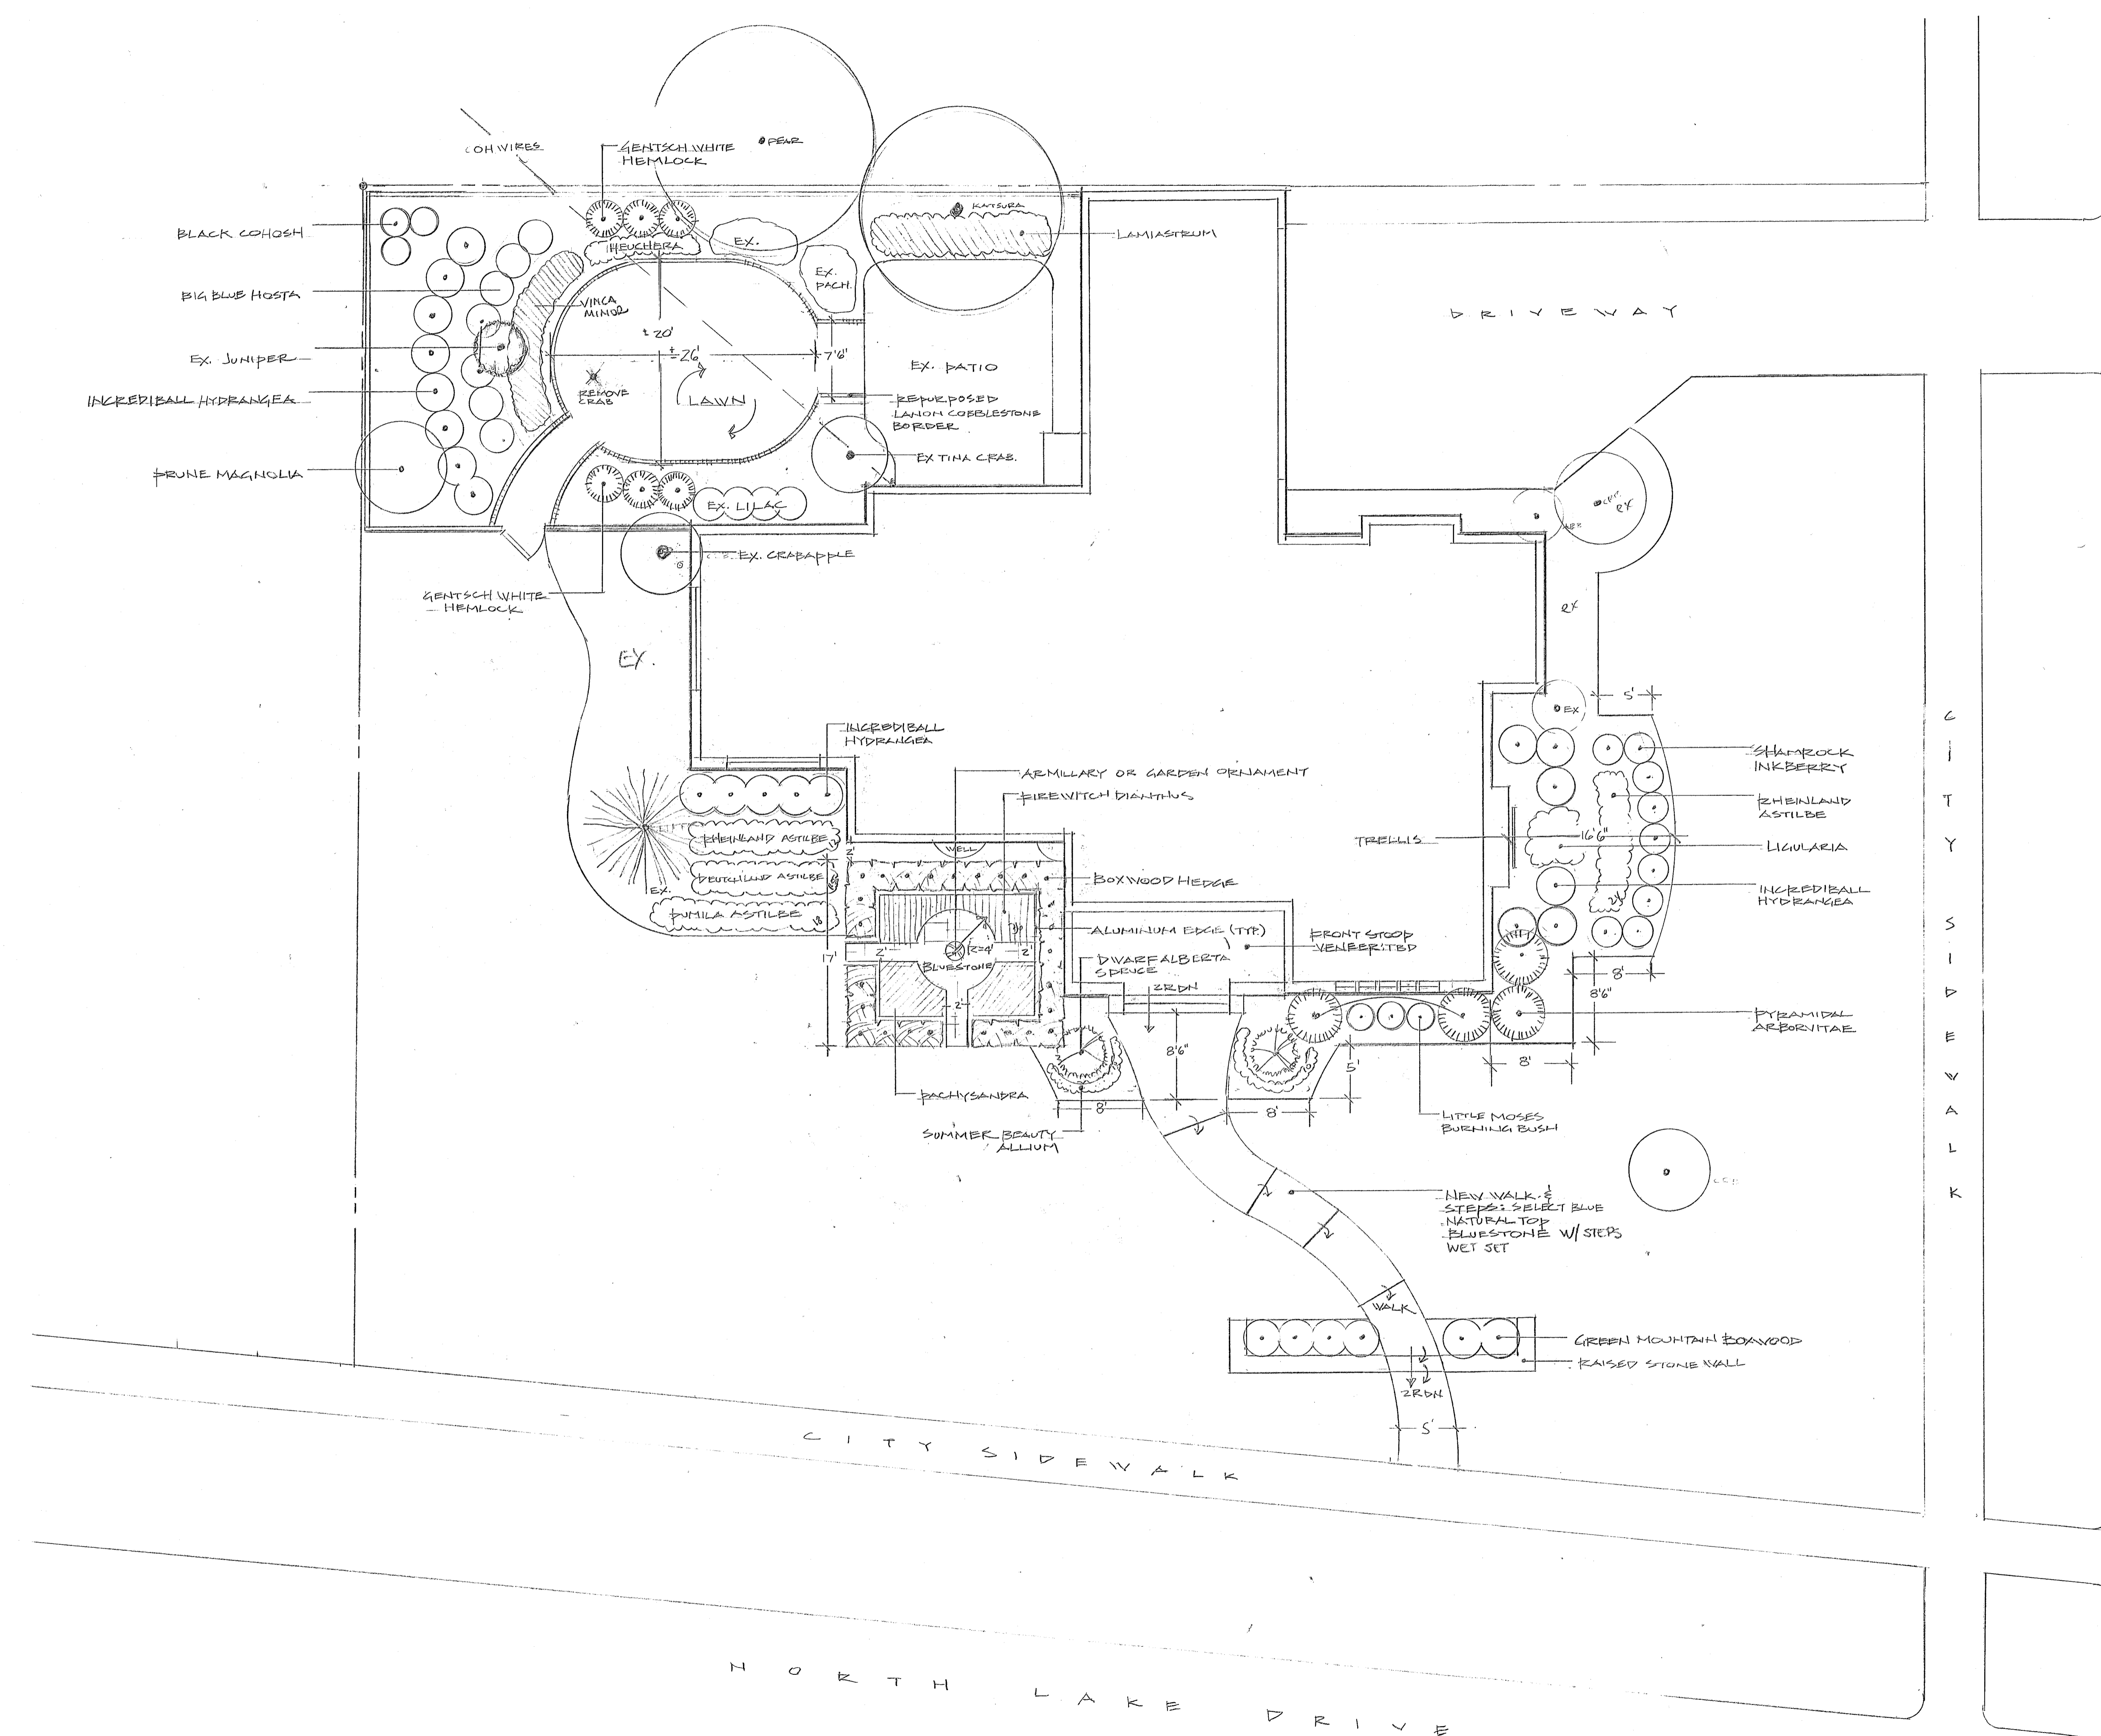 OH WIRES
GENTSCH WHITE
HEMLOCK
PEAR
KATSURA
BLACK COHOSH
HEUCHERA
EX.
LAMIASTRUM
EX.
PACH.
BIG BLUE HOSTA
VINCA
MINOR
DRIVEWAY
±20'
±26'
7'6"
EX. JUNIPER
EX. PATIO
REMOVE
CRAB
LAWN
INCREDIBALL HYDRANGEA
REPURPOSED
LANON COBBLESTONE
BORDER
EX TINA CRAB.
PRUNE MAGNOLIA
EX. LILAC
EX
EX. CRABAPPLE
GENTSCH WHITE
HEMLOCK
EX
EX.
5'
EX
INCREDIBALL
HYDRANGEA
SHAMROCK
INKBERRY
ARMILLARY OR GARDEN ORNAMENT
FIREWITCH DIANTHUS
RHEINLAND
ASTILBE
RHEINLAND ASTILBE
TRELLIS
16'6"
LIGULARIA
WELL
2'
DEUTCHLAND ASTILBE
BOXWOOD HEDGE
INCREDIBALL
HYDRANGEA
EX.
PUMILA ASTILBE
18
ALUMINUM EDGE (TYP.)
FRONT STOOP
VENEER ITED
R=4'
2'
2'
17'
BLUESTONE
DWARF ALBERTA
SPRUCE
2RDN
8'
8'6"
2'
PYRAMIDAL
ARBORVITAE
8'6"
5'
8'
PACHYSANDRA
8'
8'
LITTLE MOSES
BURNING BUSH
SUMMER BEAUTY
ALLIUM
NEW WALK &
STEPS: SELECT BLUE
NATURAL TOP
BLUESTONE W/ STEPS
WET SET
WALK
GREEN MOUNTAIN BOXWOOD
RAISED STONE WALL
2RDN
5'
CITY SIDEWALK
CITY SIDEWALK
NORTH LAKE DRIVE